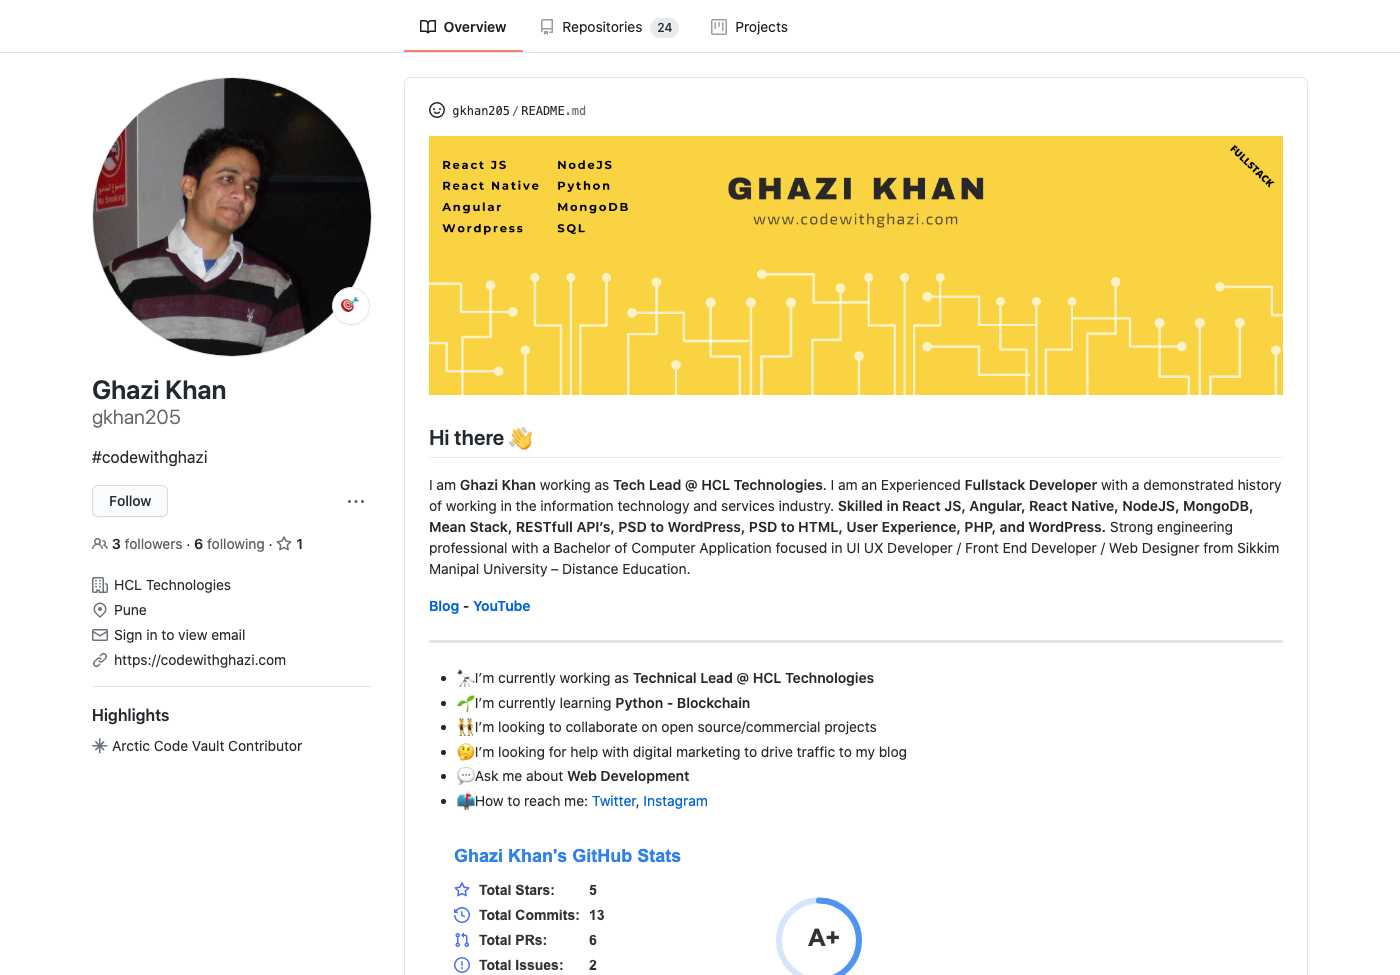 Overview
Repositories 24
Projects
No Smoking
Ghazi Khan
gkhan205
#codewithghazi
Follow
3 followers · 6 following · 1
HCL Technologies
Pune
Sign in to view email
https://codewithghazi.com
Highlights
Arctic Code Vault Contributor
gkhan205/README.md
React JS
React Native
Angular
Wordpress
NodeJS
Python
MongoDB
SQL
GHAZI KHAN
www.codewithghazi.com
FULLSTACK
Hi there 👋
I am Ghazi Khan working as Tech Lead @ HCL Technologies. I am an Experienced Fullstack Developer with a demonstrated history
of working in the information technology and services industry. Skilled in React JS, Angular, React Native, NodeJS, MongoDB,
Mean Stack, RESTfull API’s, PSD to WordPress, PSD to HTML, User Experience, PHP, and WordPress. Strong engineering
professional with a Bachelor of Computer Application focused in UI UX Developer / Front End Developer / Web Designer from Sikkim
Manipal University – Distance Education.
Blog - YouTube
🔭I’m currently working as Technical Lead @ HCL Technologies
🌱I’m currently learning Python - Blockchain
👯I’m looking to collaborate on open source/commercial projects
🤔I’m looking for help with digital marketing to drive traffic to my blog
💬Ask me about Web Development
📫How to reach me: Twitter, Instagram
Ghazi Khan's GitHub Stats
Total Stars: 5
Total Commits: 13
Total PRs: 6
Total Issues: 2
A+